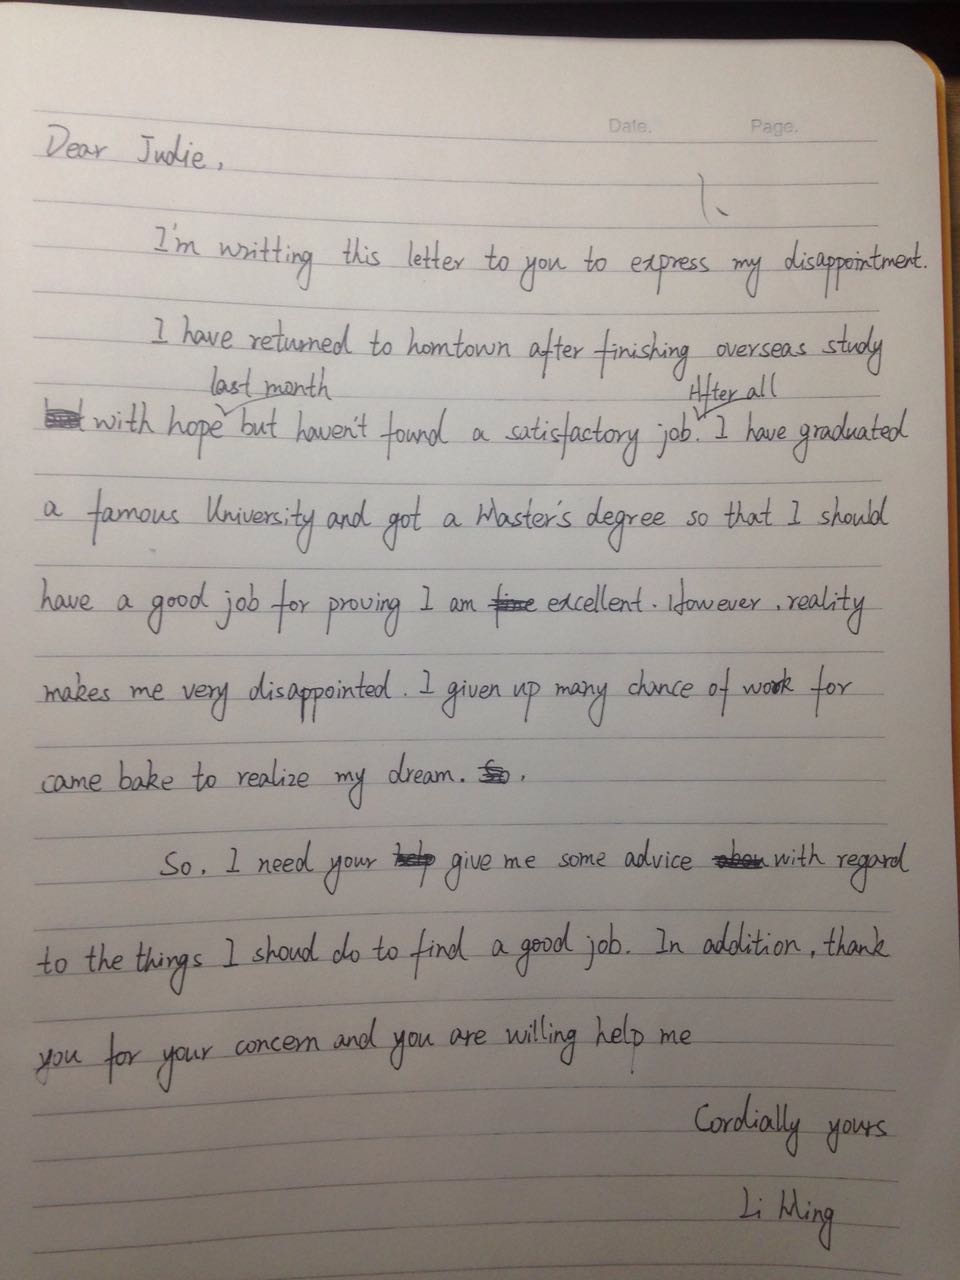 Date. Page.
Dear Judie,
I'm writting this letter to you to express my disappointment.
I have returned to homtown after finishing overseas study
last month After all
with hope but haven't found a satisfactory job. I have graduated
a famous University and got a Master's degree so that I should
have a good job for proving I am fine excellent. However, reality
makes me very disappointed. I given up many chance of work for
came bake to realize my dream. So.
So, I need your help give me some advice with regard
to the things I shoud do to find a good job. In addition, thank
you for your concern and you are willing help me
Cordially yours
Li Ming